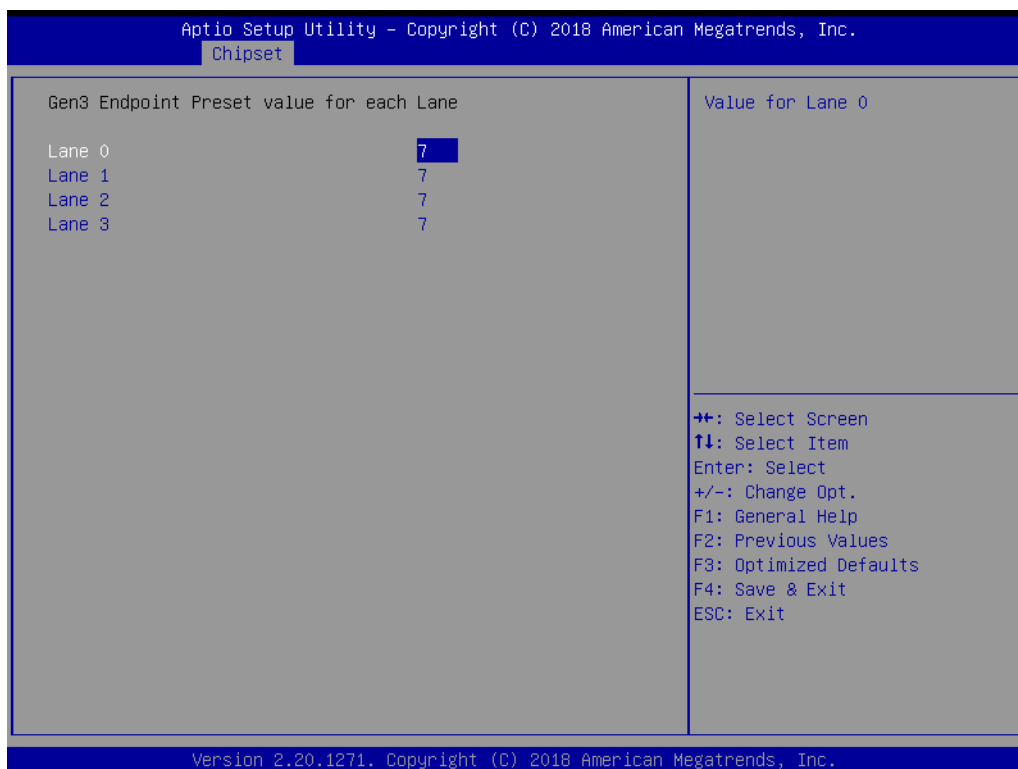 Aptio Setup Utility – Copyright (C) 2018 American Megatrends, Inc.
Chipset
Gen3 Endpoint Preset value for each Lane
Lane 0 7
Lane 1 7
Lane 2 7
Lane 3 7
Value for Lane 0
→←: Select Screen
↑↓: Select Item
Enter: Select
+/-: Change Opt.
F1: General Help
F2: Previous Values
F3: Optimized Defaults
F4: Save & Exit
ESC: Exit
Version 2.20.1271. Copyright (C) 2018 American Megatrends, Inc.